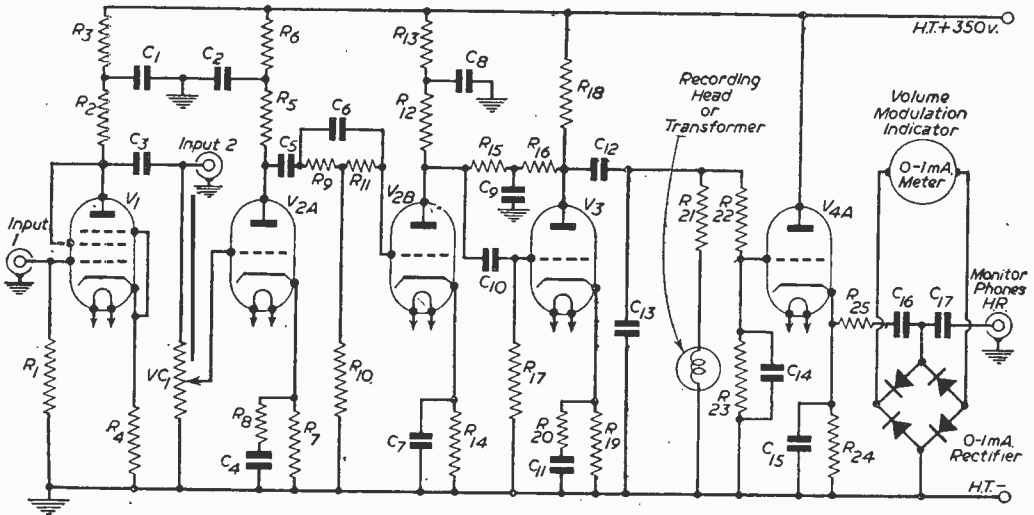 H.T.+350v.
R3
R6
R13
C1
C2
C8
R18
Recording
Head
or
Transformer
Volume
Modulation
Indicator
R2
R5
C6
R12
0-1mA.
Meter
C3
Input 2
C5
R9
R11
R15
R16
C12
C9
V1
V2A
V2B
V3
R21
R22
V4A
Input
1
C10
Monitor
Phones
HR
R25
C16
C17
C13
R1
VC1
R10
R17
C14
R23
R4
R8
C4
R7
C7
R14
R20
C11
R19
C15
R24
0-1mA.
Rectifier
H.T.-